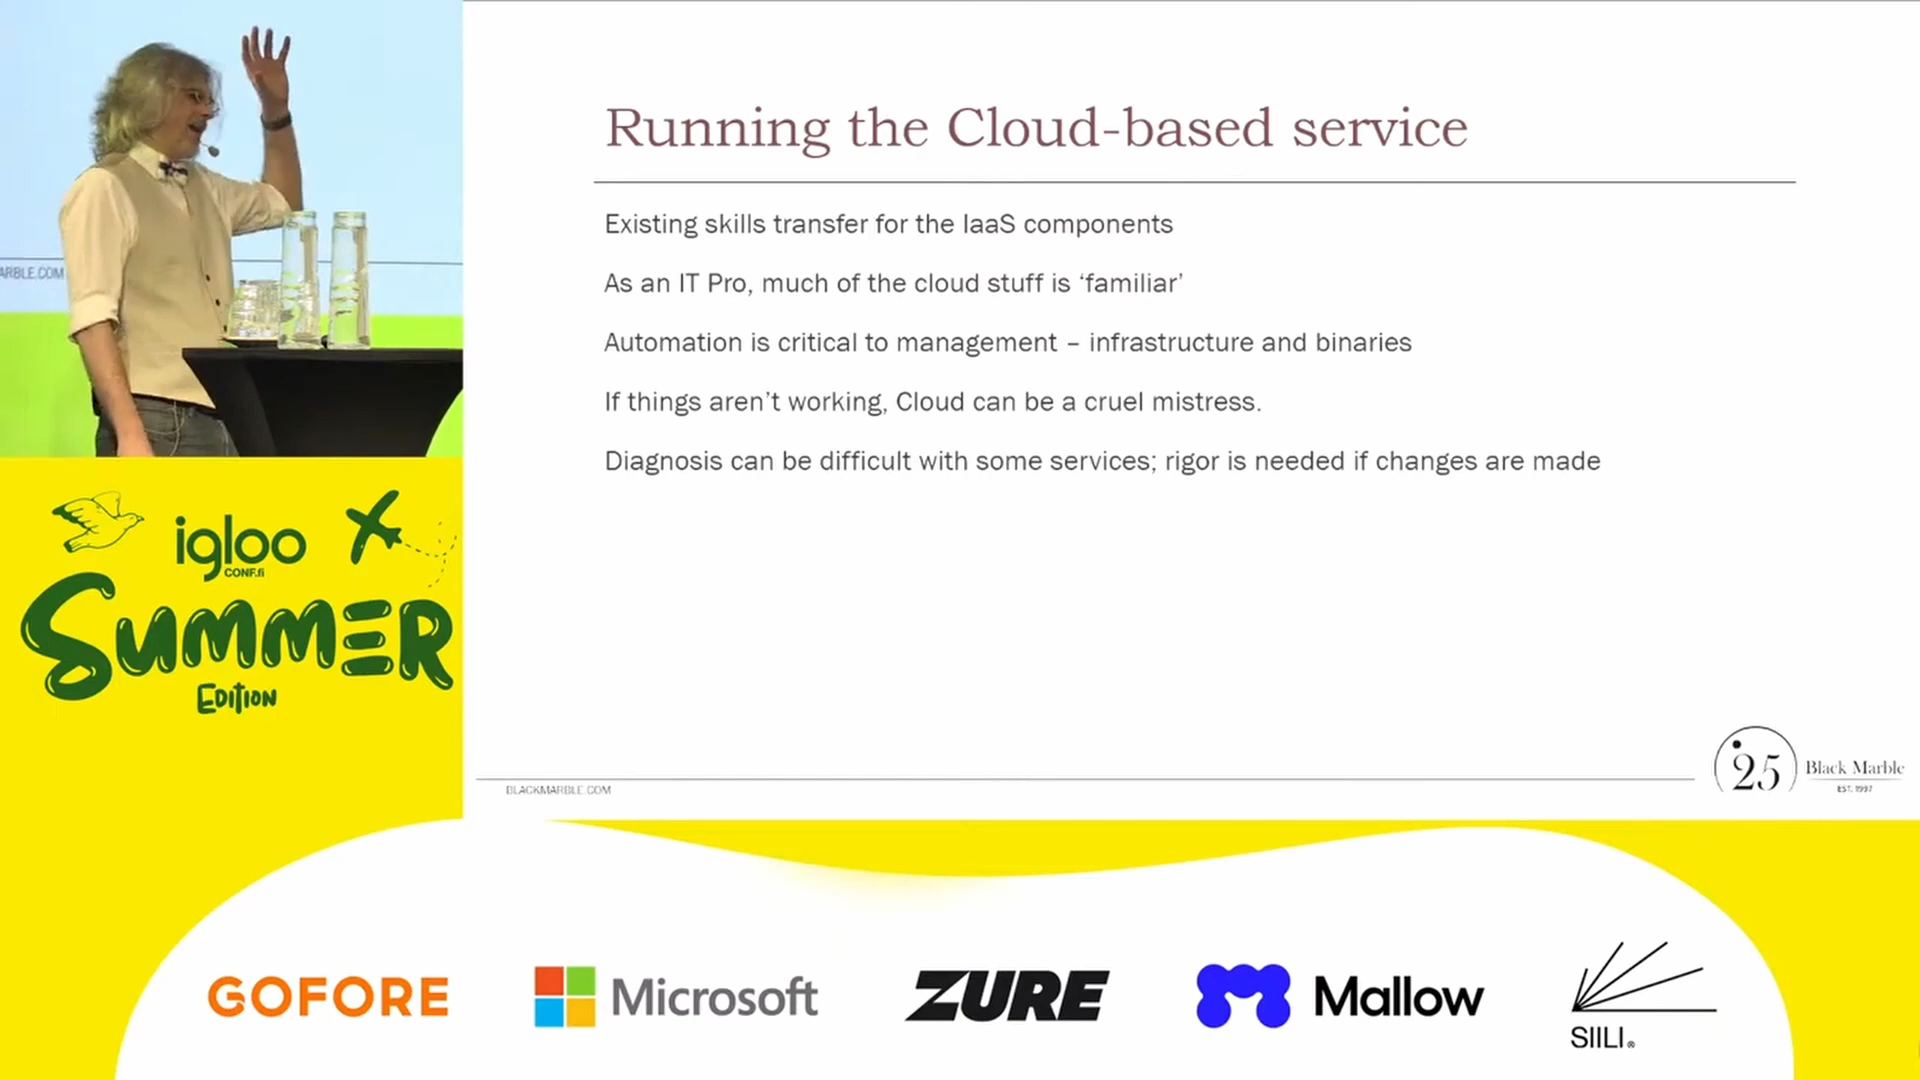 Running the Cloud-based service
Existing skills transfer for the IaaS components
As an IT Pro, much of the cloud stuff is ‘familiar’
Automation is critical to management – infrastructure and binaries
If things aren’t working, Cloud can be a cruel mistress.
Diagnosis can be difficult with some services; rigor is needed if changes are made
BLACKMARBLE.COM
25
Black Marble
EST. 1997
ARBLE.COM
igloo
CONF.fi
SUMMER
EDITION
GOFORE
Microsoft
ZURE
Mallow
SIILI®